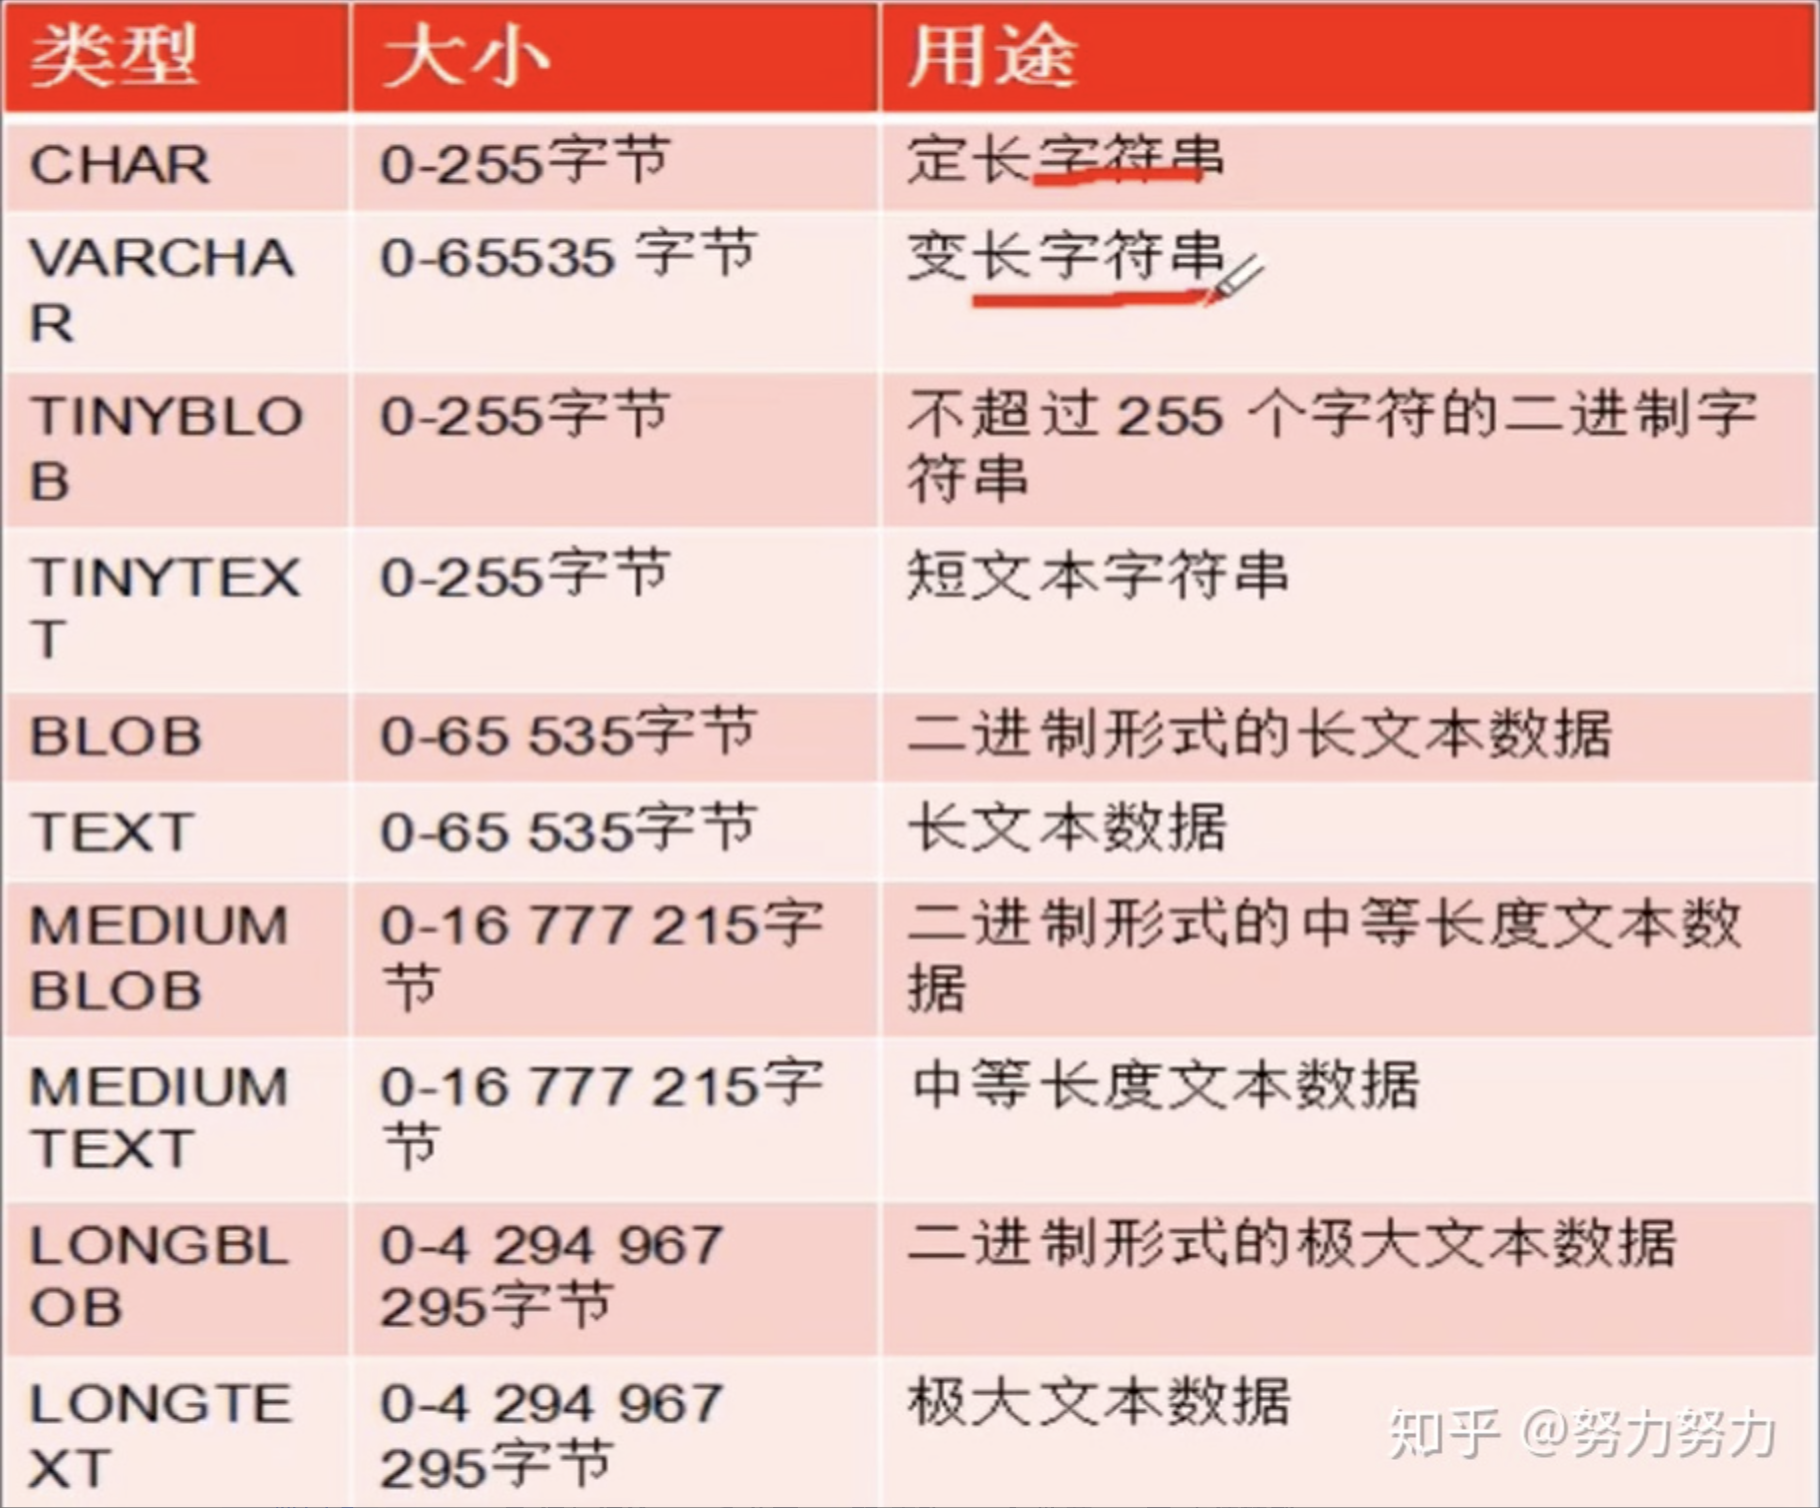 类型 大小 用途
CHAR 0-255字节 定长字符串
VARCHA 0-65535 字节 变长字符串
R
TINYBLO 0-255字节 不超过 255 个字符的二进制字
B 符串
TINYTEX 0-255字节 短文本字符串
T
BLOB 0-65 535字节 二进制形式的长文本数据
TEXT 0-65 535字节 长文本数据
MEDIUM 0-16 777 215字 二进制形式的中等长度文本数
BLOB 节 据
MEDIUM 0-16 777 215字 中等长度文本数据
TEXT 节
LONGBL 0-4 294 967 二进制形式的极大文本数据
OB 295字节
LONGTE 0-4 294 967 极大文本数据
XT 295字节
知乎 @努力努力